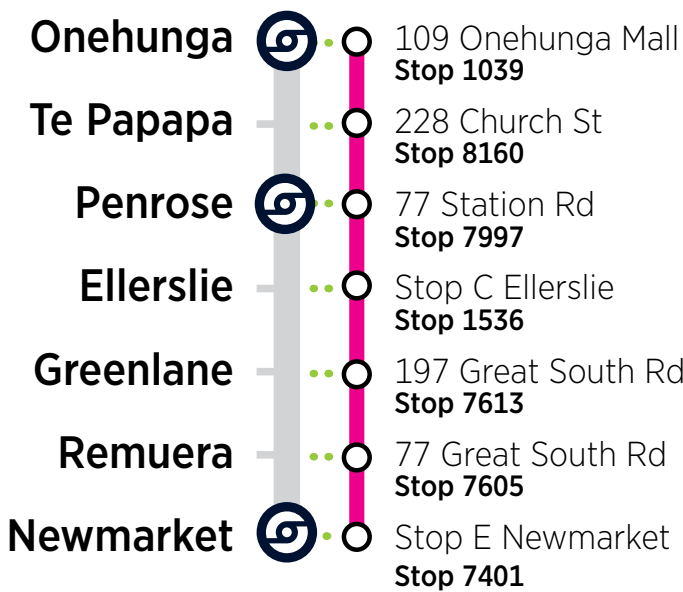 Onehunga
109 Onehunga Mall
Stop 1039
Te Papapa
228 Church St
Stop 8160
Penrose
77 Station Rd
Stop 7997
Ellerslie
Stop C Ellerslie
Stop 1536
Greenlane
197 Great South Rd
Stop 7613
Remuera
77 Great South Rd
Stop 7605
Newmarket
Stop E Newmarket
Stop 7401